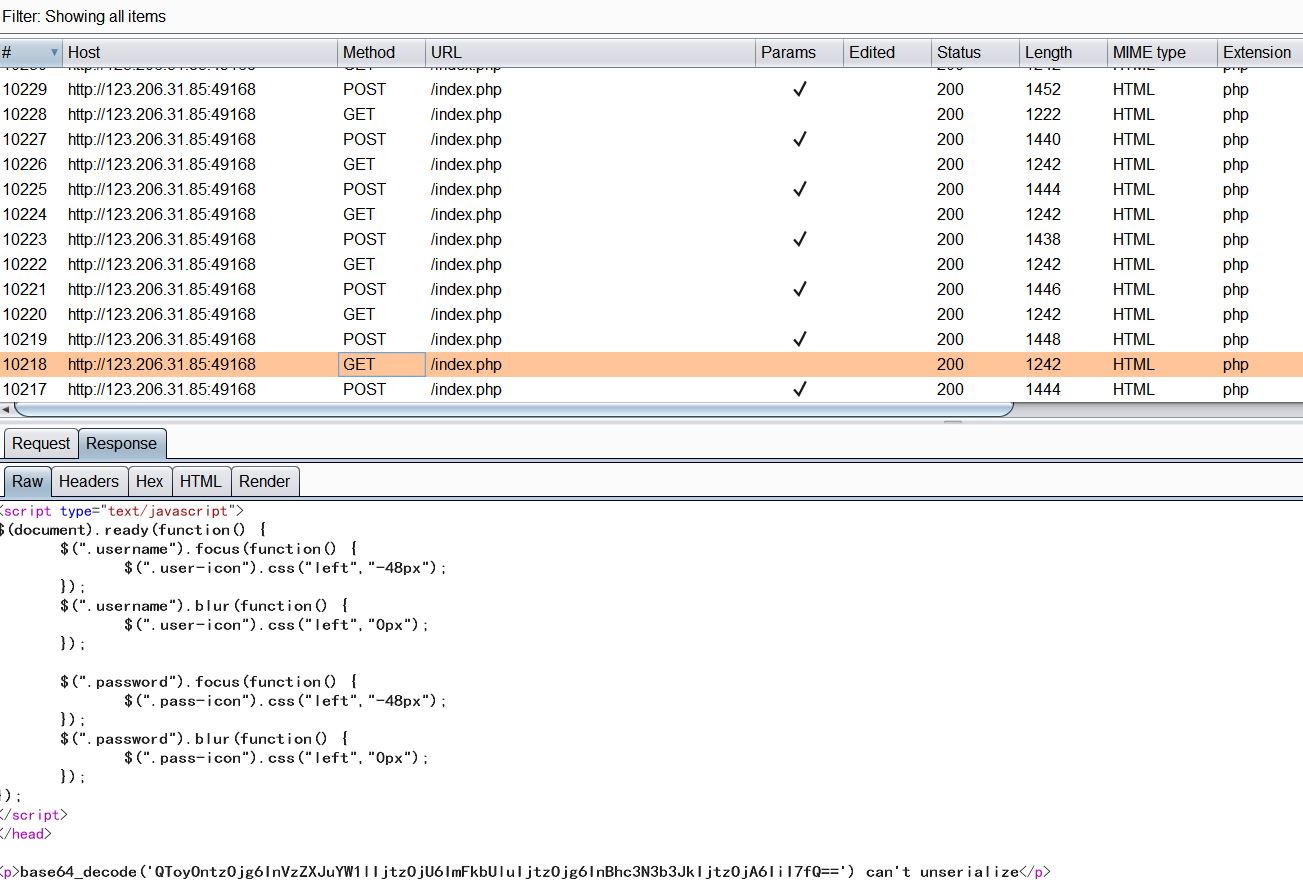 Filter: Showing all items
# Host Method URL Params Edited Status Length MIME type Extension
10229 http://123.206.31.85:49168 POST /index.php ✓ 200 1452 HTML php
10228 http://123.206.31.85:49168 GET /index.php 200 1222 HTML php
10227 http://123.206.31.85:49168 POST /index.php ✓ 200 1440 HTML php
10226 http://123.206.31.85:49168 GET /index.php 200 1242 HTML php
10225 http://123.206.31.85:49168 POST /index.php ✓ 200 1444 HTML php
10224 http://123.206.31.85:49168 GET /index.php 200 1242 HTML php
10223 http://123.206.31.85:49168 POST /index.php ✓ 200 1438 HTML php
10222 http://123.206.31.85:49168 GET /index.php 200 1242 HTML php
10221 http://123.206.31.85:49168 POST /index.php ✓ 200 1446 HTML php
10220 http://123.206.31.85:49168 GET /index.php 200 1242 HTML php
10219 http://123.206.31.85:49168 POST /index.php ✓ 200 1448 HTML php
10218 http://123.206.31.85:49168 GET /index.php 200 1242 HTML php
10217 http://123.206.31.85:49168 POST /index.php ✓ 200 1444 HTML php
Request Response
Raw Headers Hex HTML Render
<script type="text/javascript">
$(document).ready(function() {
$(".username").focus(function() {
$(".user-icon").css("left","-48px");
});
$(".username").blur(function() {
$(".user-icon").css("left","0px");
});
$(".password").focus(function() {
$(".pass-icon").css("left","-48px");
});
$(".password").blur(function() {
$(".pass-icon").css("left","0px");
});
});
</script>
</head>
<p>base64_decode('QToyOntzOjg6InVzZXJuYW1lIjtzOjU6ImFkbWluIjtzOjg6InBhc3N3b3JkIjtzOjA6IiI7fQ==') can't unserialize</p>